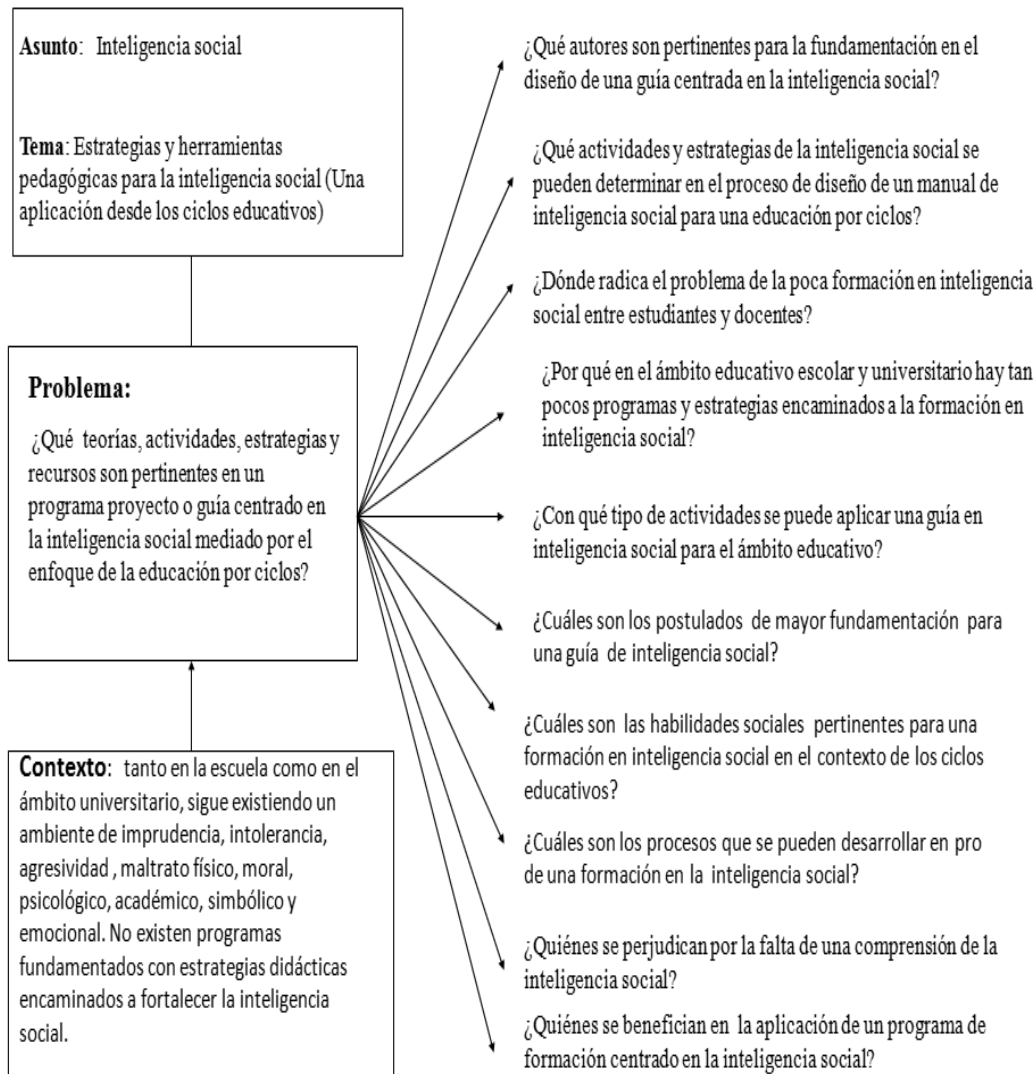 Asunto: Inteligencia social
Tema: Estrategias y herramientas
pedagógicas para la inteligencia social (Una
aplicación desde los ciclos educativos)
Problema:
¿Qué teorías, actividades, estrategias y
recursos son pertinentes en un
programa proyecto o guía centrado en
la inteligencia social mediado por el
enfoque de la educación por ciclos?
Contexto: tanto en la escuela como en el
ámbito universitario, sigue existiendo un
ambiente de imprudencia, intolerancia,
agresividad , maltrato físico, moral,
psicológico, académico, simbólico y
emocional. No existen programas
fundamentados con estrategias didácticas
encaminados a fortalecer la inteligencia
social.
¿Qué autores son pertinentes para la fundamentación en el
diseño de una guía centrada en la inteligencia social?
¿Qué actividades y estrategias de la inteligencia social se
pueden determinar en el proceso de diseño de un manual de
inteligencia social para una educación por ciclos?
¿Dónde radica el problema de la poca formación en inteligencia
social entre estudiantes y docentes?
¿Por qué en el ámbito educativo escolar y universitario hay tan
pocos programas y estrategias encaminados a la formación en
inteligencia social?
¿Con qué tipo de actividades se puede aplicar una guía en
inteligencia social para el ámbito educativo?
¿Cuáles son los postulados de mayor fundamentación para
una guía de inteligencia social?
¿Cuáles son las habilidades sociales pertinentes para una
formación en inteligencia social en el contexto de los ciclos
educativos?
¿Cuáles son los procesos que se pueden desarrollar en pro
de una formación en la inteligencia social?
¿Quiénes se perjudican por la falta de una comprensión de la
inteligencia social?
¿Quiénes se benefician en la aplicación de un programa de
formación centrado en la inteligencia social?